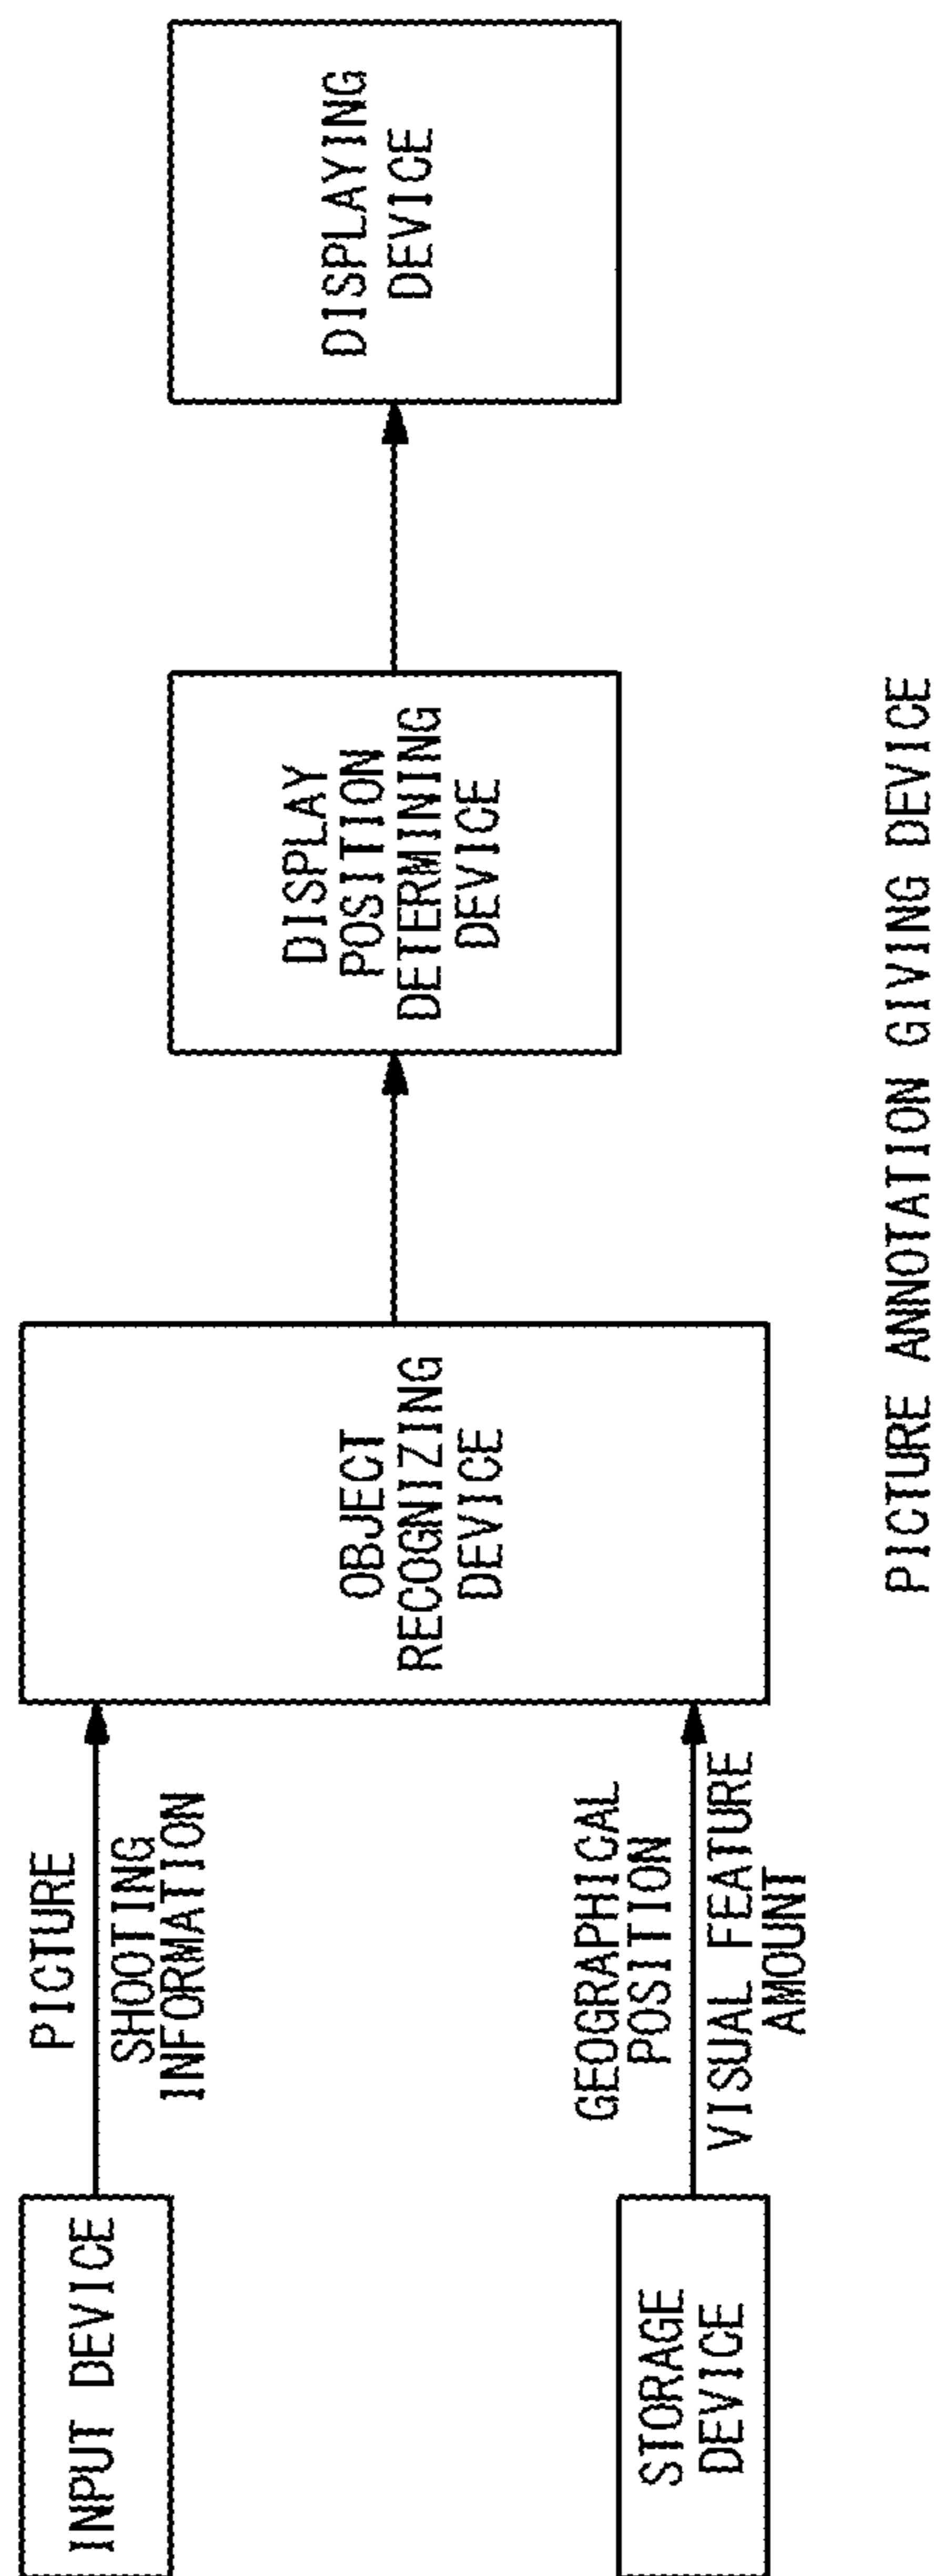 INPUT DEVICE
PICTURE
SHOOTING
INFORMATION
STORAGE
DEVICE
GEOGRAPHICAL
POSITION
VISUAL FEATURE
AMOUNT
OBJECT
RECOGNIZING
DEVICE
DISPLAY
POSITION
DETERMINING
DEVICE
DISPLAYING
DEVICE
PICTURE ANNOTATION GIVING DEVICE